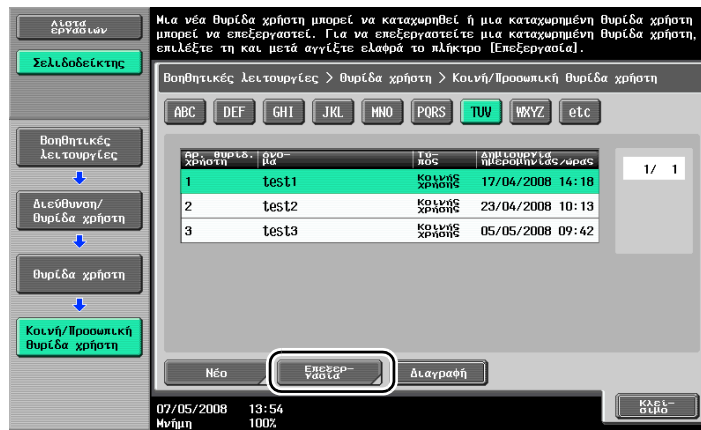 Λίστα
εργασιών
Σελιδοδείκτης
Βοηθητικές
λειτουργίες
Διεύθυνση/
θυρίδα χρήστη
θυρίδα χρήστη
Κοινή/Προσωπική
θυρίδα χρήστη
Μια νέα θυρίδα χρήστη μπορεί να καταχωρηθεί ή μια καταχωρημένη θυρίδα χρήστη
μπορεί να επεξεργαστεί. Για να επεξεργαστείτε μια καταχωρημένη θυρίδα χρήστη,
επιλέξτε τη και μετά αγγίξτε ελαφρά το πλήκτρο [Επεξεργασία].
Βοηθητικές λειτουργίες > θυρίδα χρήστη > Κοινή/Προσωπική θυρίδα χρήστη
ABC DEF GHI JKL MNO PQRS TUV WXYZ etc
Αρ. θυρίδ. όνο- Τύ- Δημιουργία
χρήστη μα πος ημερομηνίας/ώρας
1 test1 Κοινής χρήσης 17/04/2008 14:18
2 test2 Κοινής χρήσης 23/04/2008 10:13
3 test3 Κοινής χρήσης 05/05/2008 09:42
1/ 1
Νέο Επεξερ- Διαγραφή
γασία
07/05/2008 13:54
Μνήμη 100%
Κλεί-
σιμο